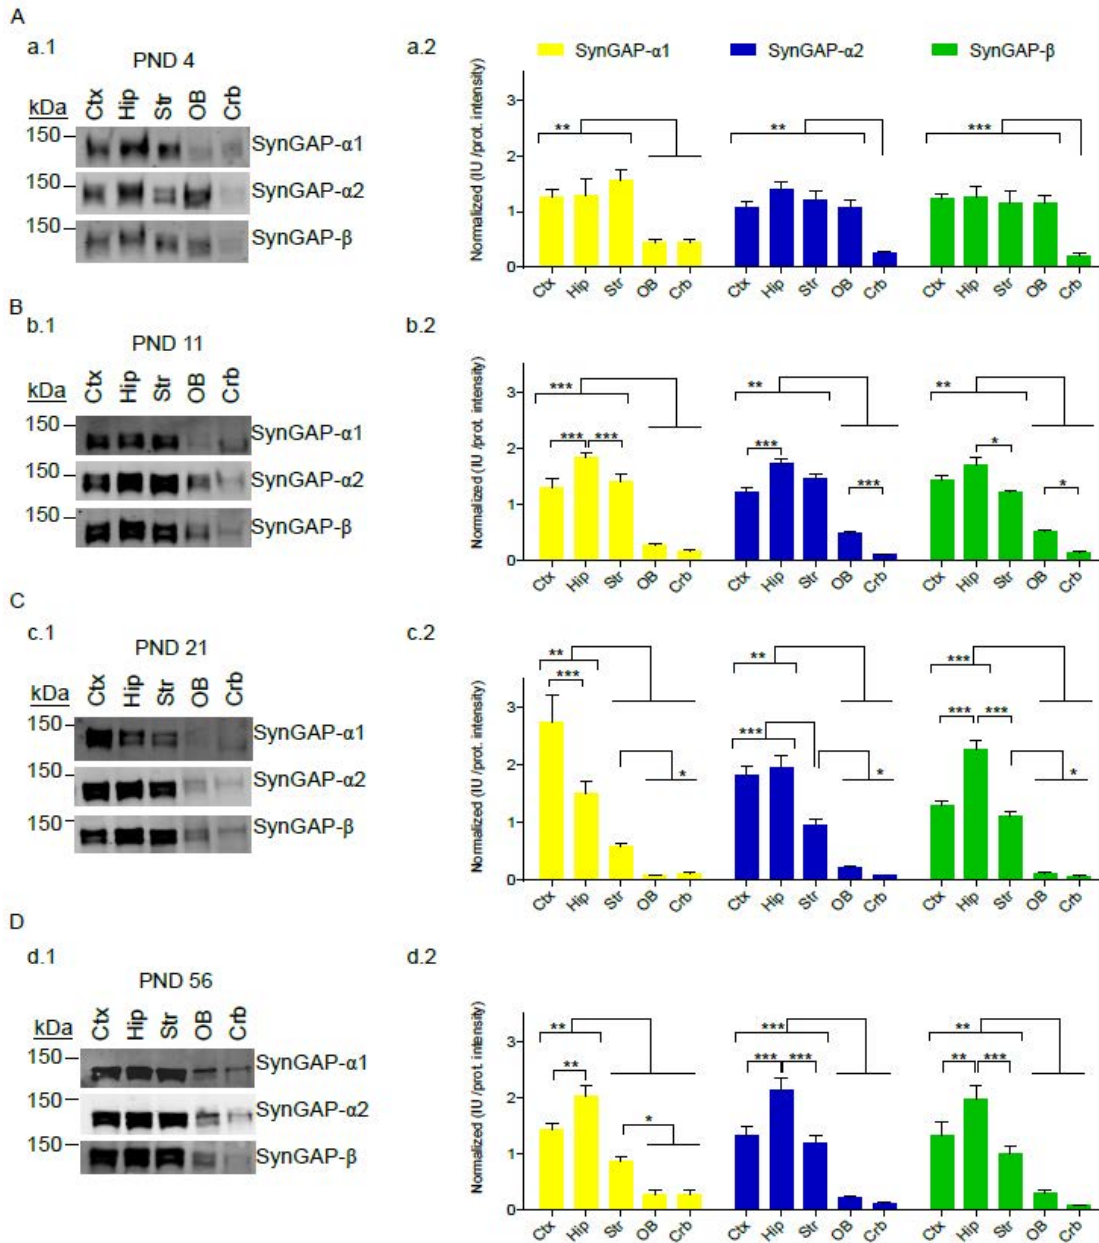 A
a.1
PND 4
kDa Ctx Hip Str OB Crb
150 SynGAP-α1
150 SynGAP-α2
150 SynGAP-β
a.2
SynGAP-α1 SynGAP-α2 SynGAP-β
Normalized (IU /prot. intensity)
3
2
1
0
** ** ***
Ctx Hip Str OB Crb Ctx Hip Str OB Crb Ctx Hip Str OB Crb
B
b.1
PND 11
kDa Ctx Hip Str OB Crb
150 SynGAP-α1
150 SynGAP-α2
150 SynGAP-β
b.2
Normalized (IU /prot. intensity)
3
2
1
0
*** ** **
*** *** *** *** * *
Ctx Hip Str OB Crb Ctx Hip Str OB Crb Ctx Hip Str OB Crb
C
c.1
PND 21
kDa Ctx Hip Str OB Crb
150 SynGAP-α1
150 SynGAP-α2
150 SynGAP-β
c.2
Normalized (IU /prot. intensity)
3
2
1
0
** ** ***
*** *** *** ***
* * *
Ctx Hip Str OB Crb Ctx Hip Str OB Crb Ctx Hip Str OB Crb
D
d.1
PND 56
kDa Ctx Hip Str OB Crb
150 SynGAP-α1
150 SynGAP-α2
150 SynGAP-β
d.2
Normalized (IU /prot. intensity)
3
2
1
0
** *** **
** *** *** ** ***
*
Ctx Hip Str OB Crb Ctx Hip Str OB Crb Ctx Hip Str OB Crb